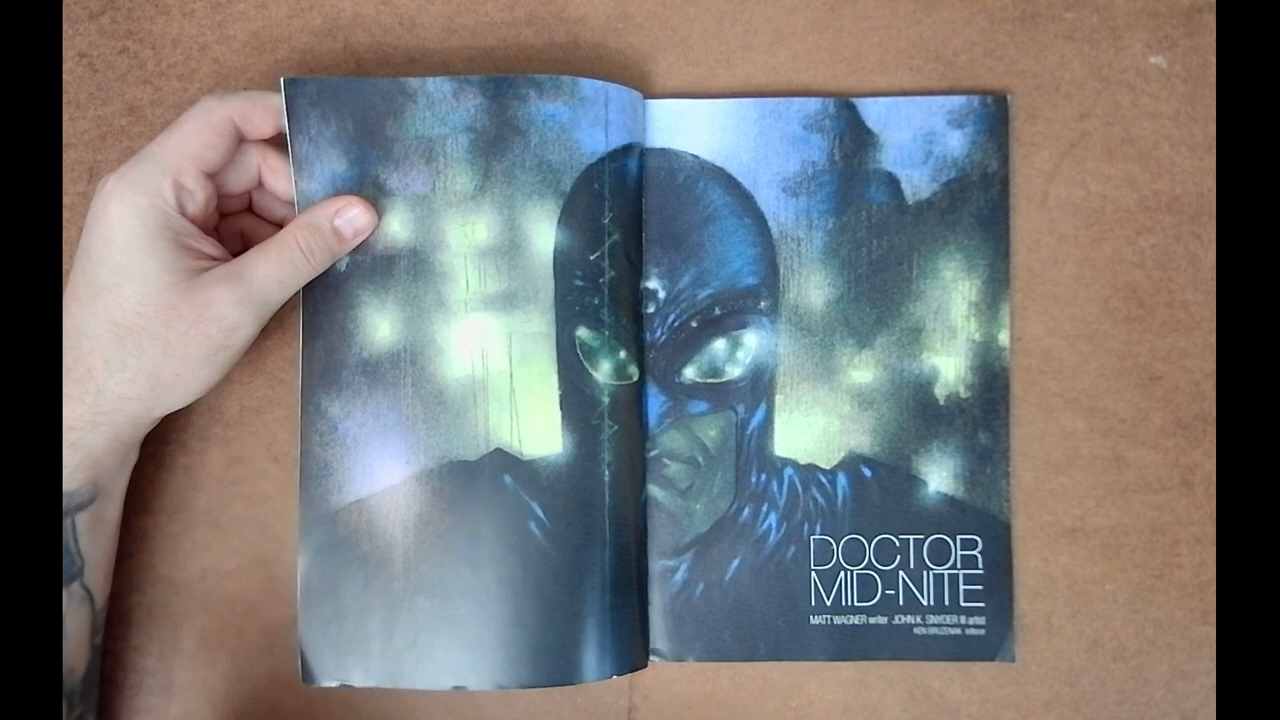 DOCTOR
MID-NITE
MATT WAGNER writer JOHN K. SNYDER III artist
KEN BRUZENAK letterer